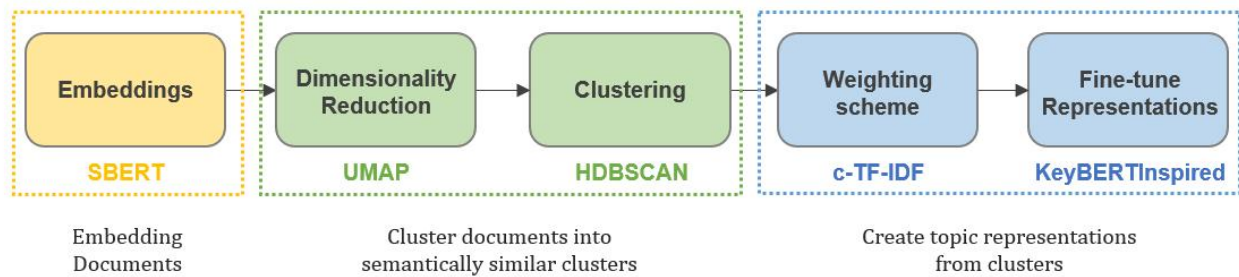 Embeddings
SBERT
Dimensionality
Reduction
UMAP
Clustering
HDBSCAN
Weighting
scheme
c-TF-IDF
Fine-tune
Representations
KeyBERTInspired
Embedding
Documents
Cluster documents into
semantically similar clusters
Create topic representations
from clusters